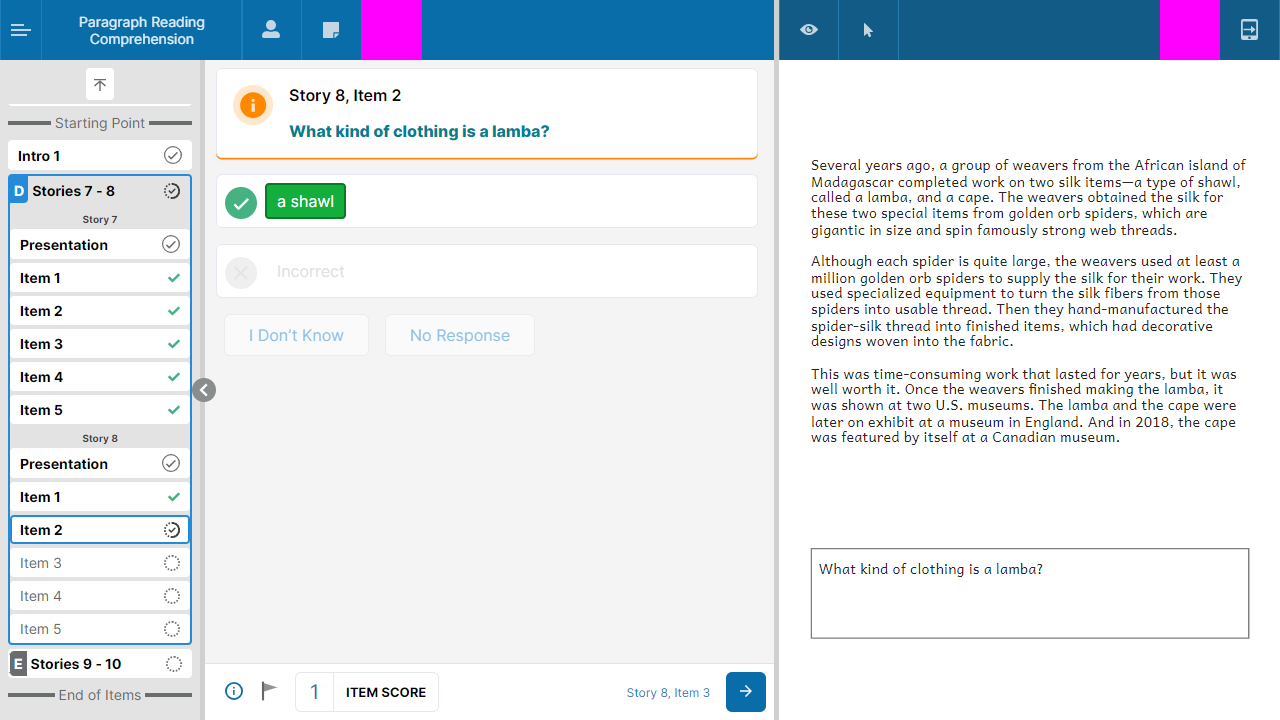 Paragraph Reading
Comprehension
Starting Point
Intro 1
D Stories 7 - 8
Story 7
Presentation
Item 1
Item 2
Item 3
Item 4
Item 5
Story 8
Presentation
Item 1
Item 2
Item 3
Item 4
Item 5
E Stories 9 - 10
End of Items
Story 8, Item 2
What kind of clothing is a lamba?
a shawl
Incorrect
I Don’t Know
No Response
1 ITEM SCORE
Story 8, Item 3
Several years ago, a group of weavers from the African island of
Madagascar completed work on two silk items—a type of shawl,
called a lamba, and a cape. The weavers obtained the silk for
these two special items from golden orb spiders, which are
gigantic in size and spin famously strong web threads.
Although each spider is quite large, the weavers used at least a
million golden orb spiders to supply the silk for their work. They
used specialized equipment to turn the silk fibers from those
spiders into usable thread. Then they hand-manufactured the
spider-silk thread into finished items, which had decorative
designs woven into the fabric.
This was time-consuming work that lasted for years, but it was
well worth it. Once the weavers finished making the lamba, it
was shown at two U.S. museums. The lamba and the cape were
later on exhibit at a museum in England. And in 2018, the cape
was featured by itself at a Canadian museum.
What kind of clothing is a lamba?